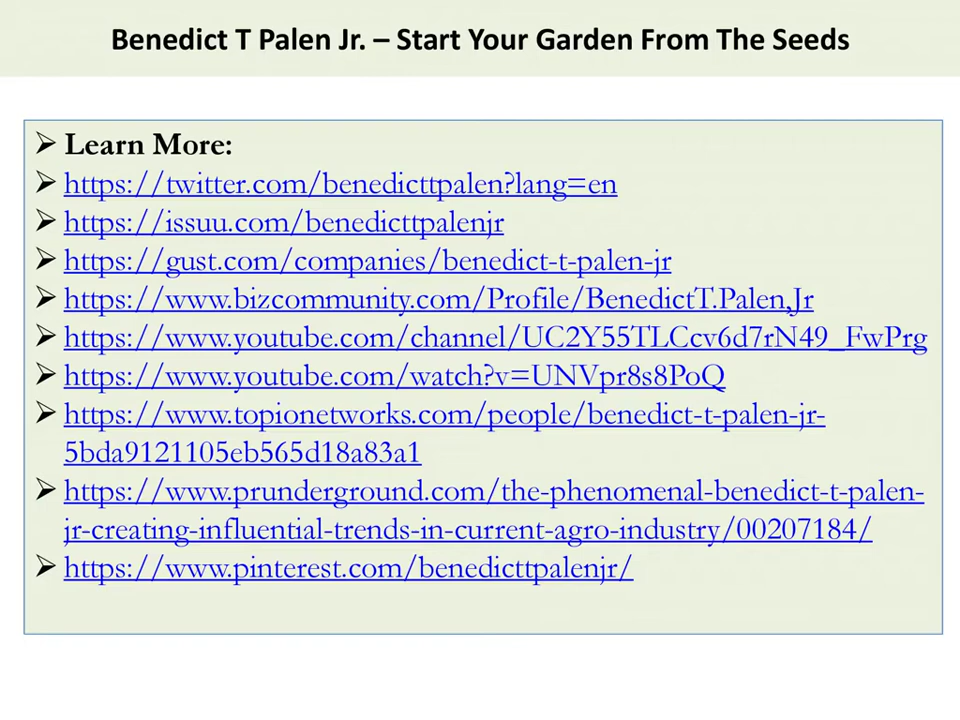 Benedict T Palen Jr. – Start Your Garden From The Seeds
Learn More:
https://twitter.com/benedicttpalen?lang=en
https://issuu.com/benedicttpalenjr
https://gust.com/companies/benedict-t-palen-jr
https://www.bizcommunity.com/Profile/BenedictT.Palen,Jr
https://www.youtube.com/channel/UC2Y55TLCcv6d7rN49_FwPrg
https://www.youtube.com/watch?v=UNVpr8s8PoQ
https://www.topionetworks.com/people/benedict-t-palen-jr-
5bda9121105eb565d18a83a1
https://www.prunderground.com/the-phenomenal-benedict-t-palen-
jr-creating-influential-trends-in-current-agro-industry/00207184/
https://www.pinterest.com/benedicttpalenjr/